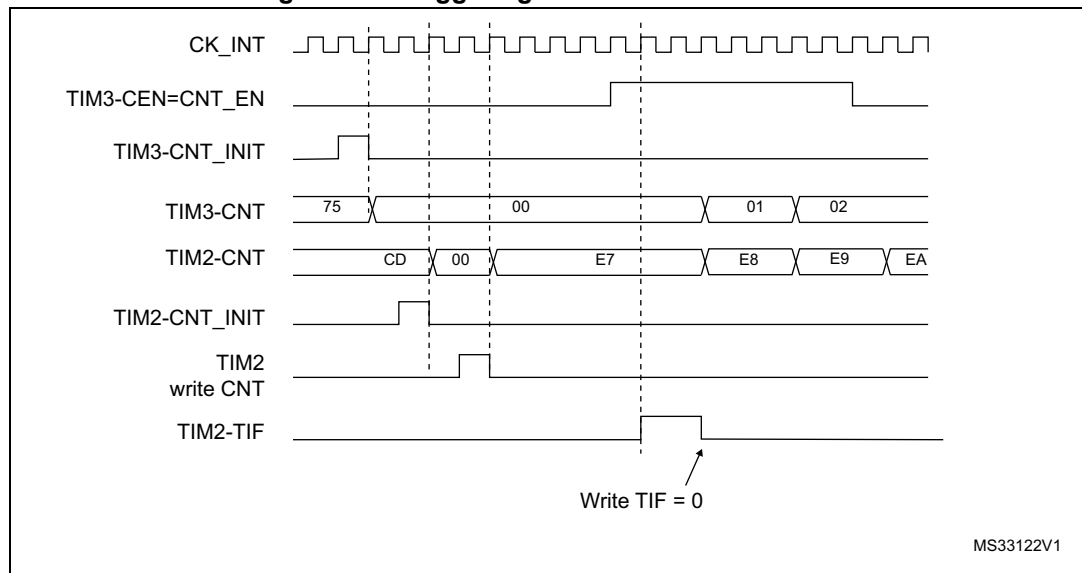 CK_INT
TIM3-CEN=CNT_EN
TIM3-CNT_INIT
TIM3-CNT 75 00 01 02
TIM2-CNT CD 00 E7 E8 E9 EA
TIM2-CNT_INIT
TIM2
write CNT
TIM2-TIF
Write TIF = 0
MS33122V1